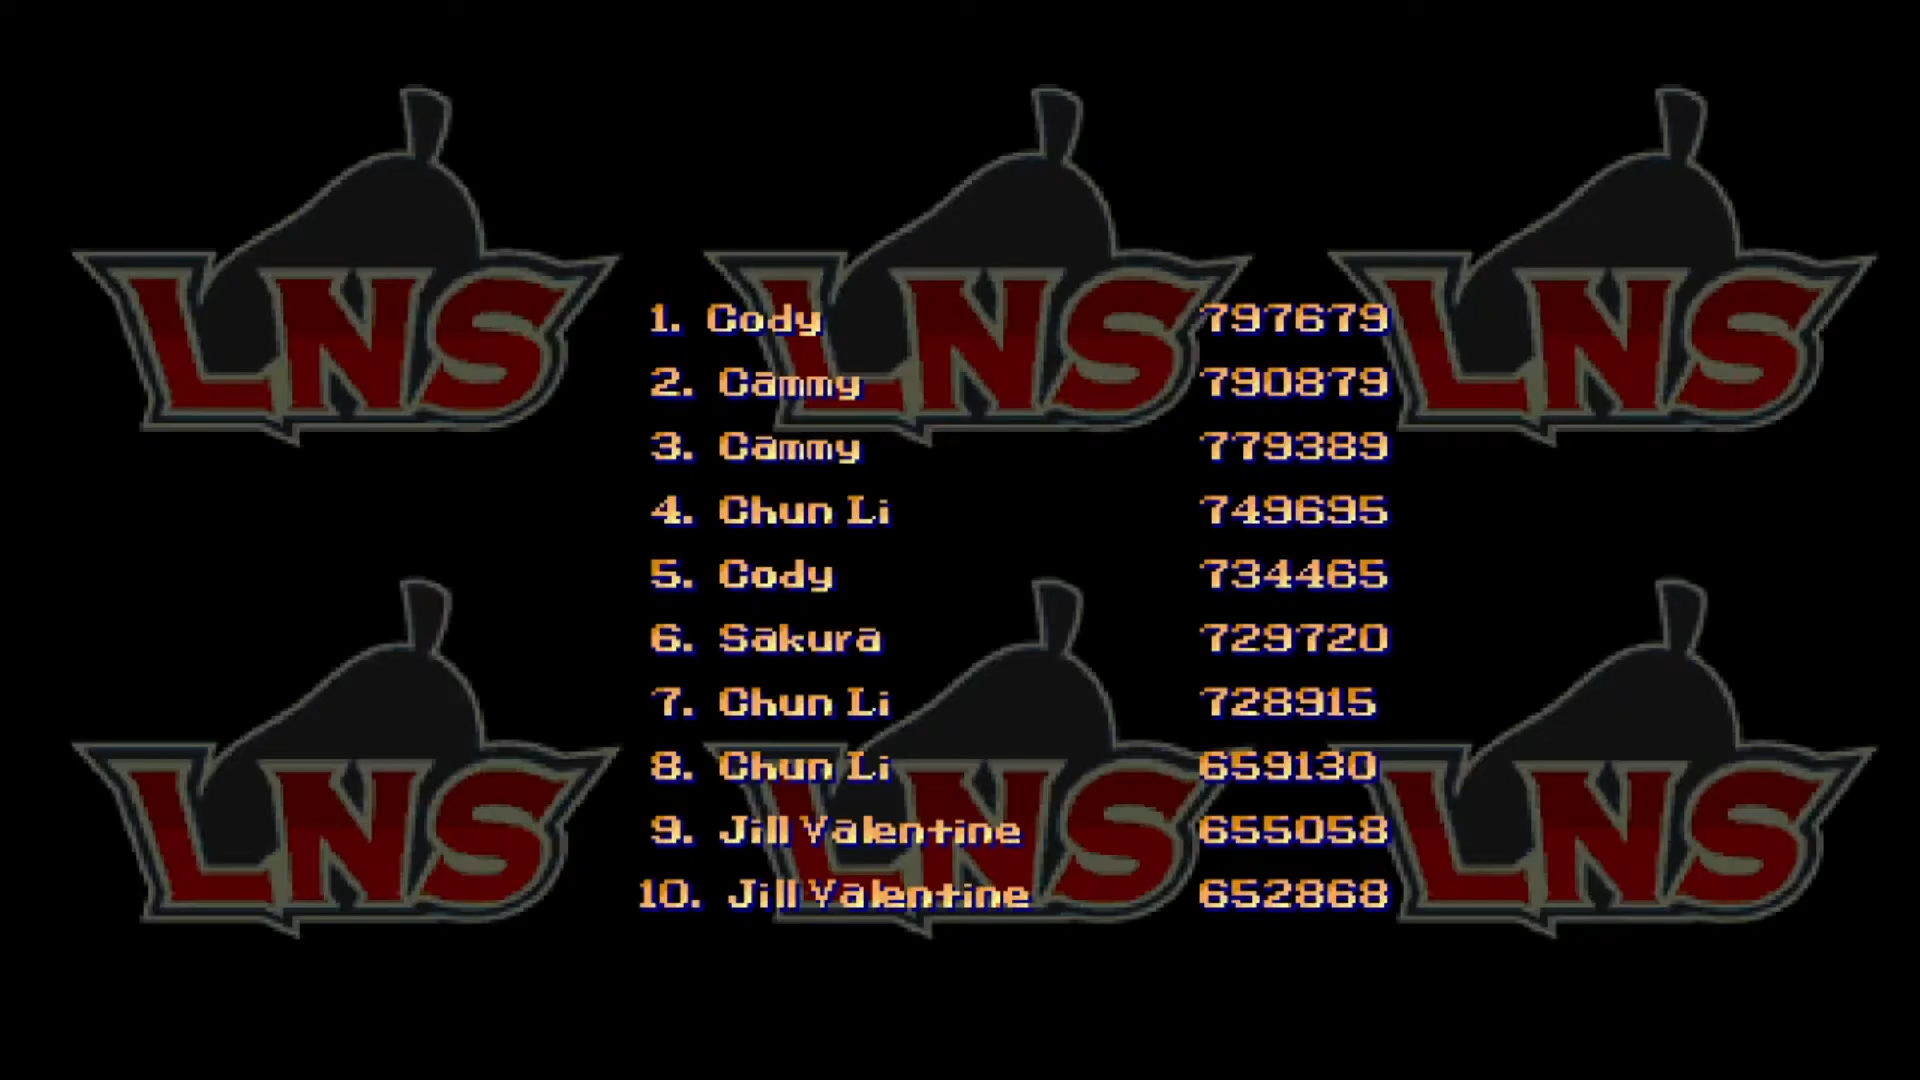 LNS LNS LNS
1. Cody 797679
2. Cammy 790879
3. Cammy 779389
4. Chun Li 749695
5. Cody 734465
6. Sakura 729720
7. Chun Li 728915
8. Chun Li 659130
LNS LNS LNS
9. Jill Valentine 655058
10. Jill Valentine 652868